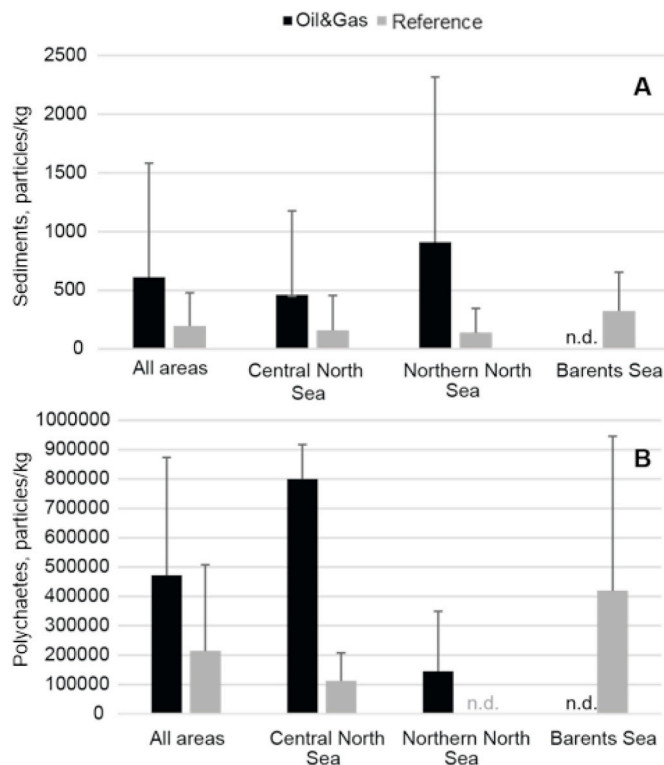 Oil&Gas Reference
A
Sediments, particles/kg
2500
2000
1500
1000
500
0
n.d.
All areas
Central North
Sea
Northern North
Sea
Barents Sea
B
Polychaetes, particles/kg
1000000
900000
800000
700000
600000
500000
400000
300000
200000
100000
0
n.d.
n.d.
All areas
Central North
Sea
Northern North
Sea
Barents Sea